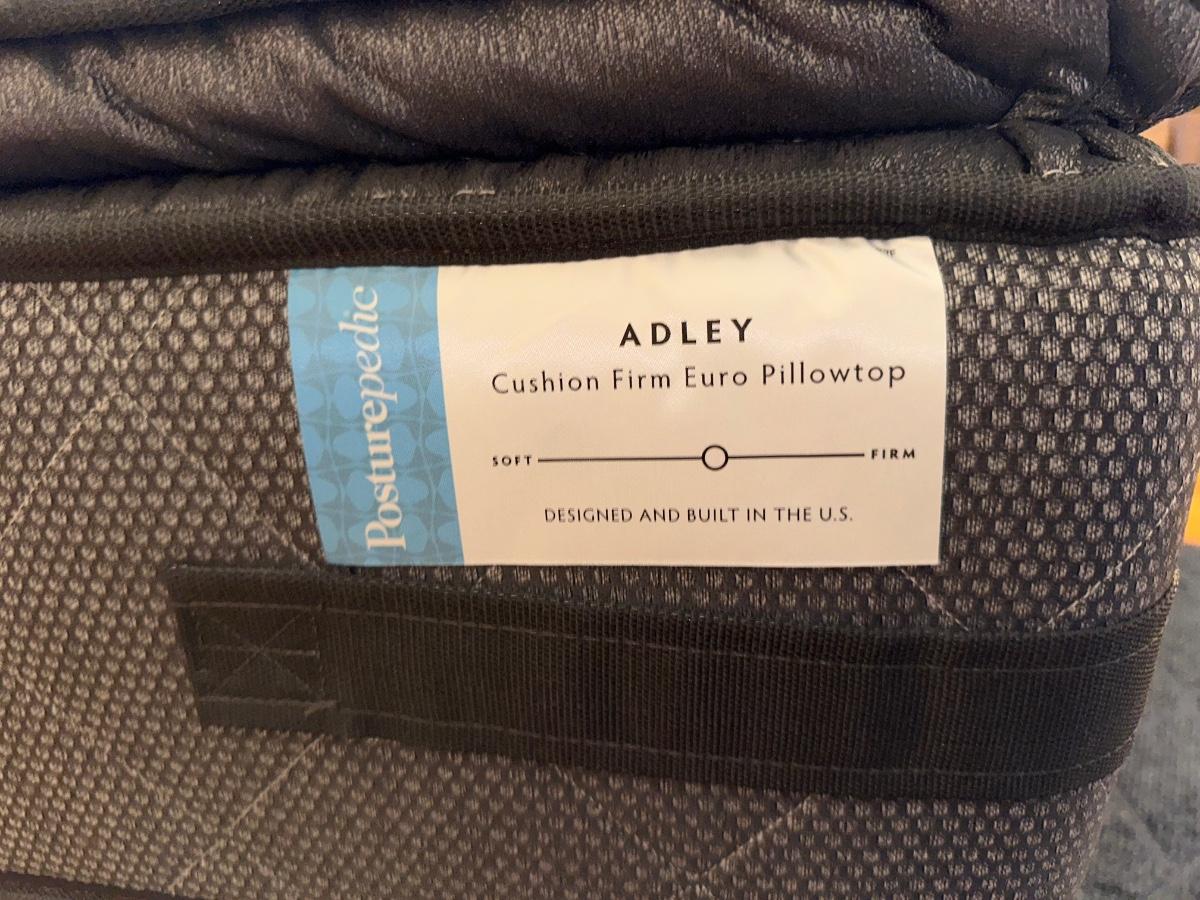 Posturepedic
ADLEY
Cushion Firm Euro Pillowtop
SOFT FIRM
DESIGNED AND BUILT IN THE U.S.